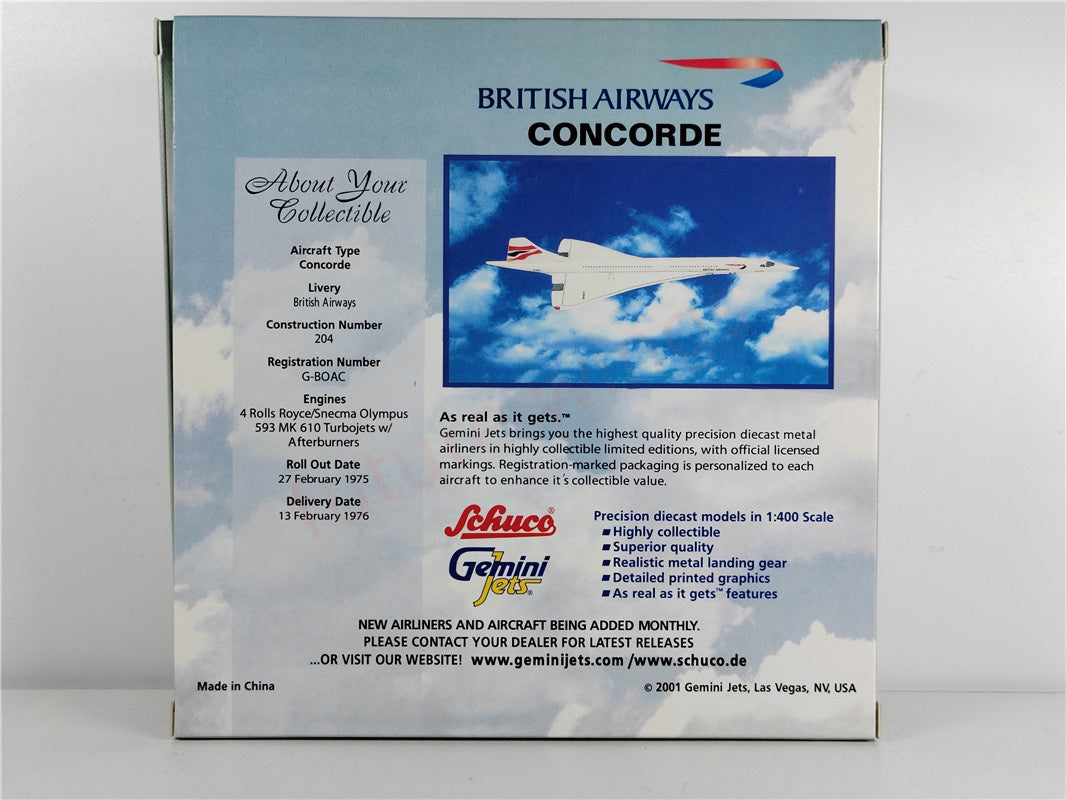 BRITISH AIRWAYS
CONCORDE
About Your
Collectible
Aircraft Type
Concorde
Livery
British Airways
Construction Number
204
Registration Number
G-BOAC
Engines
4 Rolls Royce/Snecma Olympus
593 MK 610 Turbojets w/
Afterburners
Roll Out Date
27 February 1975
Delivery Date
13 February 1976
BRITISH AIRWAYS
As real as it gets.™
Gemini Jets brings you the highest quality precision diecast metal
airliners in highly collectible limited editions, with official licensed
markings. Registration-marked packaging is personalized to each
aircraft to enhance it's collectible value.
Schuco®
Gemini
Jets®
Precision diecast models in 1:400 Scale
Highly collectible
Superior quality
Realistic metal landing gear
Detailed printed graphics
As real as it gets™ features
NEW AIRLINERS AND AIRCRAFT BEING ADDED MONTHLY.
PLEASE CONTACT YOUR DEALER FOR LATEST RELEASES
...OR VISIT OUR WEBSITE! www.geminijets.com /www.schuco.de
Made in China
© 2001 Gemini Jets, Las Vegas, NV, USA